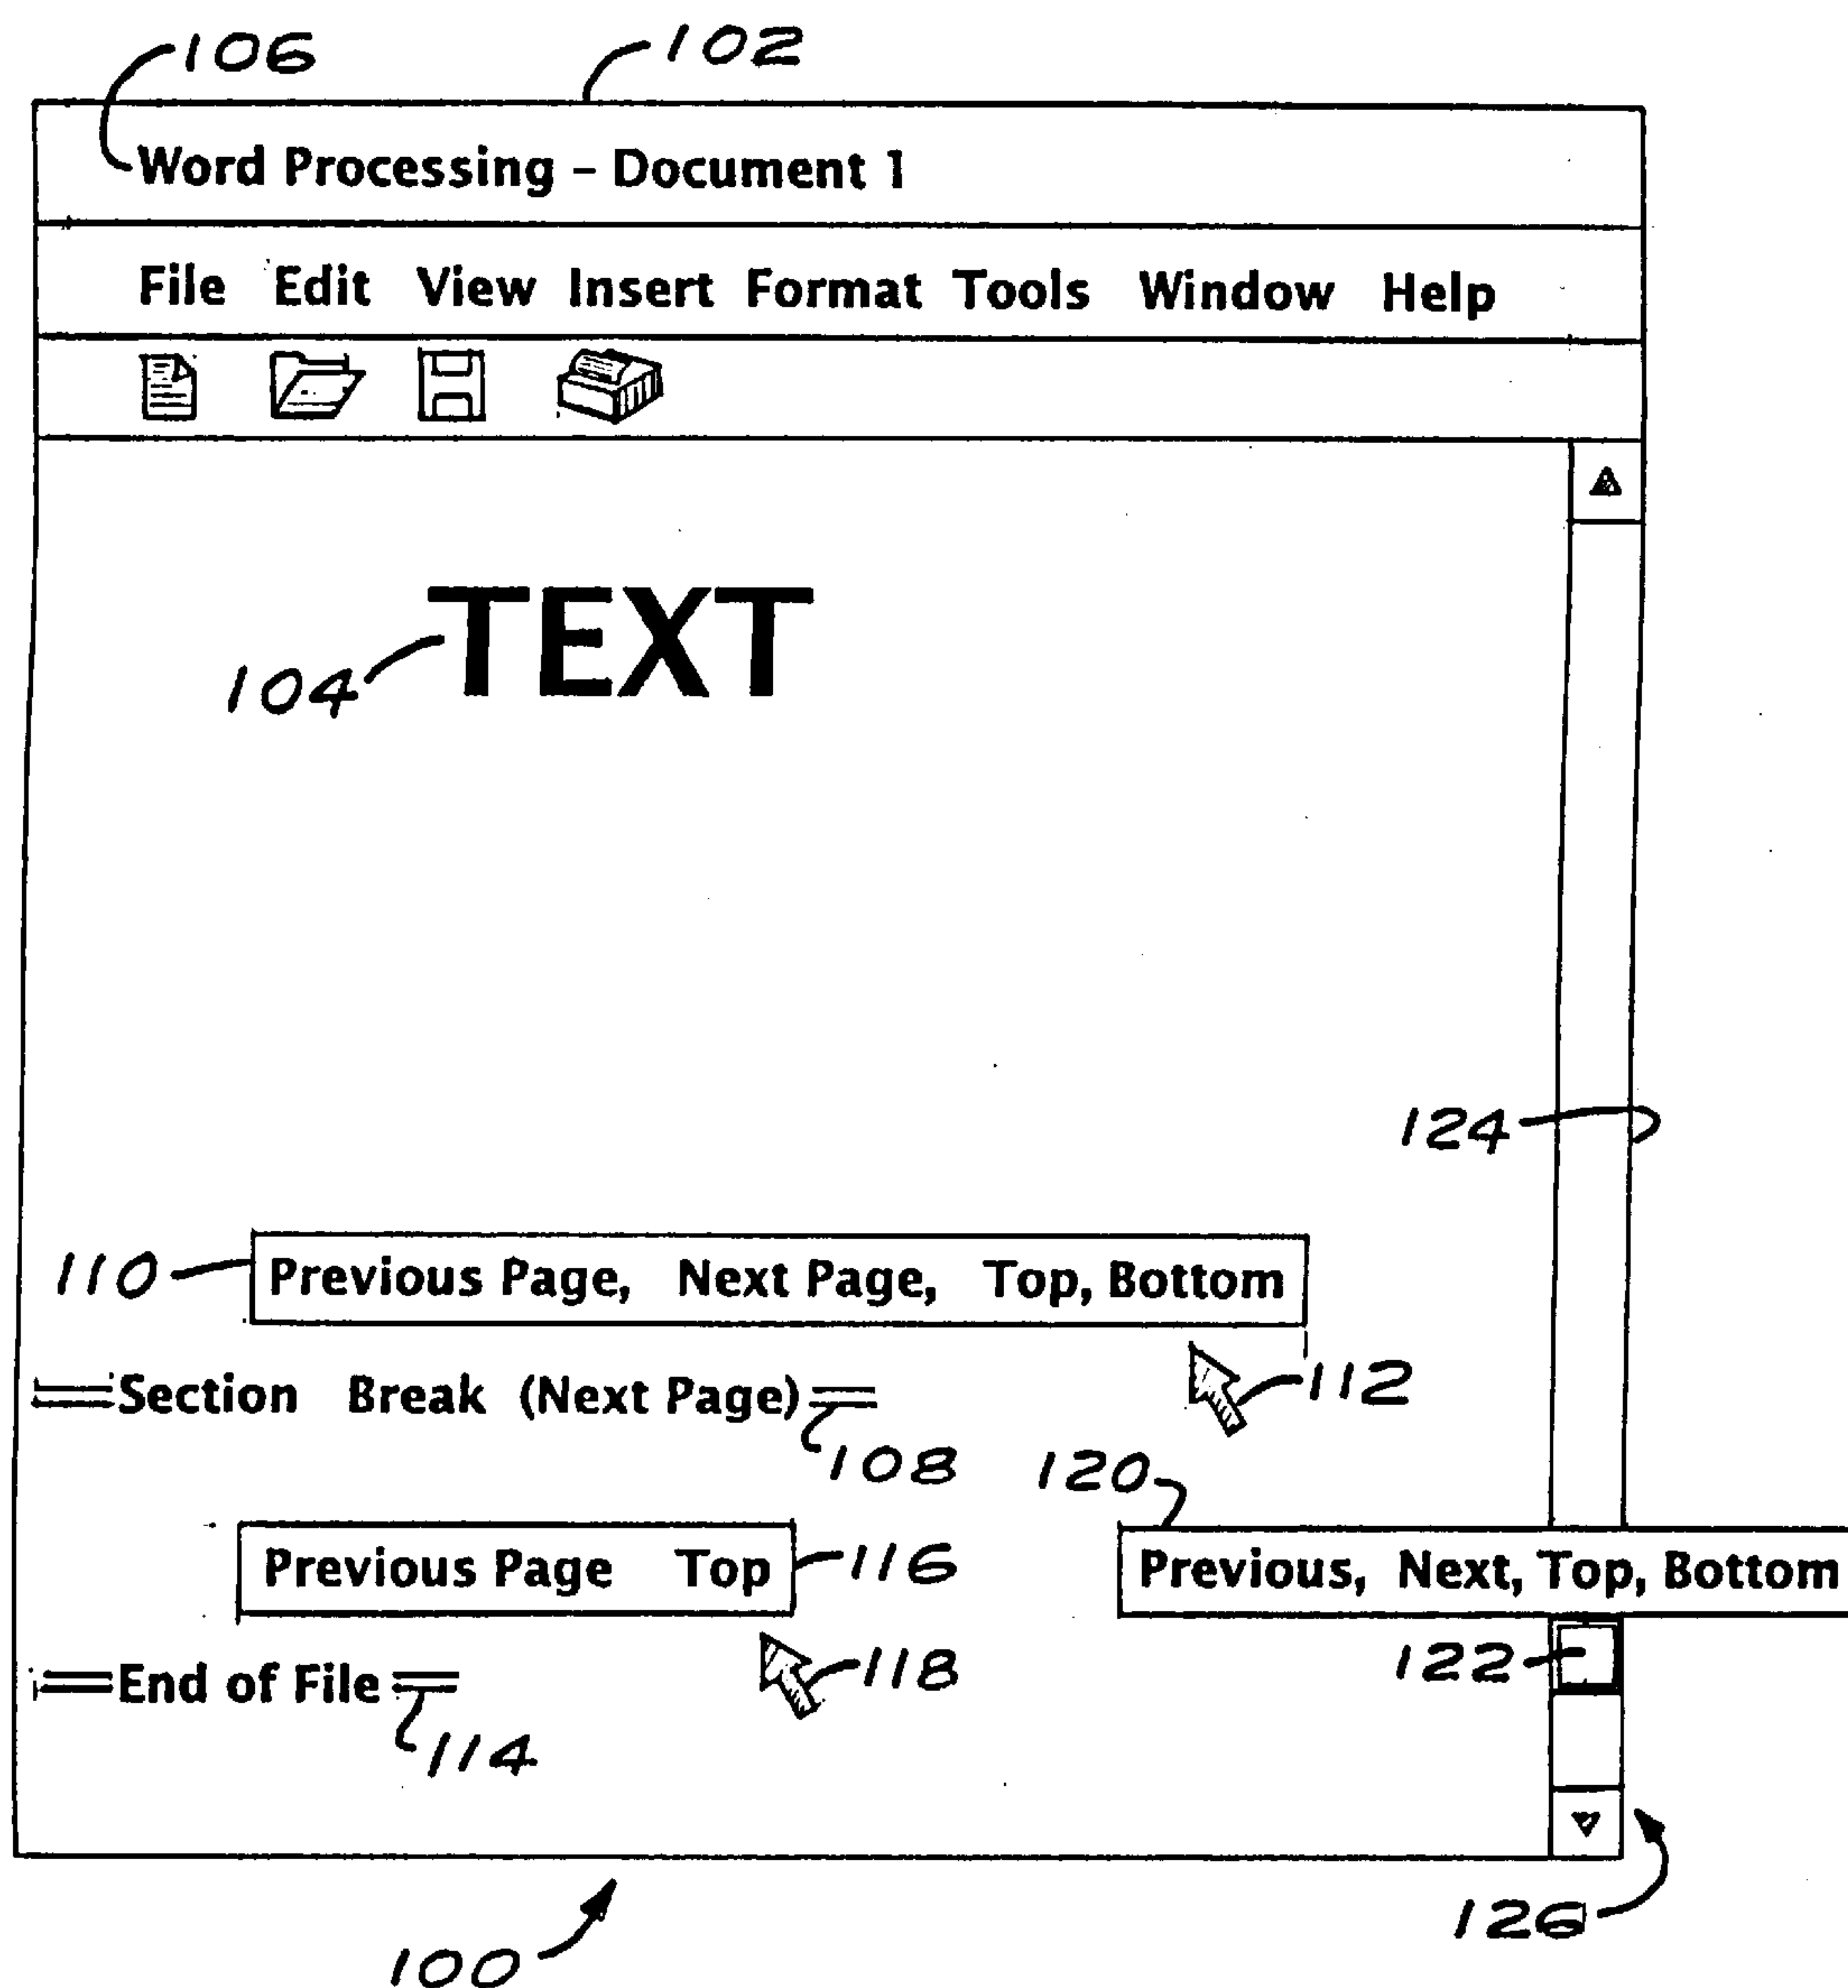 106 102
Word Processing – Document 1
File Edit View Insert Format Tools Window Help
TEXT
104
124
110 Previous Page, Next Page, Top, Bottom
Section Break (Next Page) 112
108 120
Previous Page Top 116 Previous, Next, Top, Bottom
122
End of File 118
114
126
100